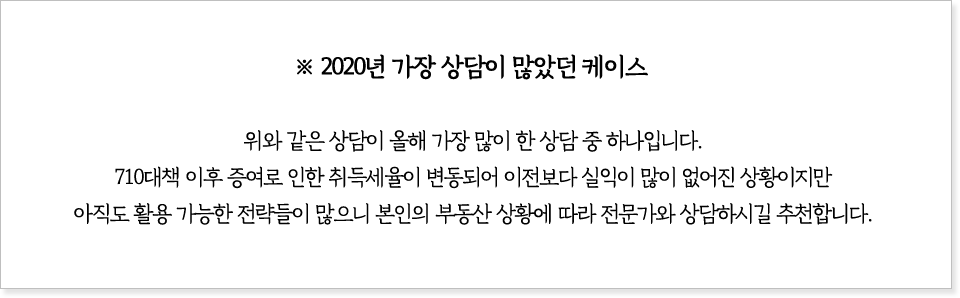 ※ 2020년 가장 상담이 많았던 케이스
위와 같은 상담이 올해 가장 많이 한 상담 중 하나입니다.
710대책 이후 증여로 인한 취득세율이 변동되어 이전보다 실익이 많이 없어진 상황이지만
아직도 활용 가능한 전략들이 많으니 본인의 부동산 상황에 따라 전문가와 상담하시길 추천합니다.